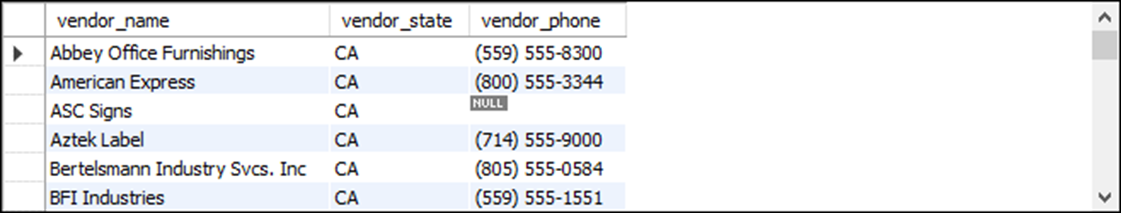 vendor_name vendor_state vendor_phone
Abbey Office Furnishings CA (559) 555-8300
American Express CA (800) 555-3344
ASC Signs CA NULL
Aztek Label CA (714) 555-9000
Bertelsmann Industry Svcs. Inc CA (805) 555-0584
BFI Industries CA (559) 555-1551